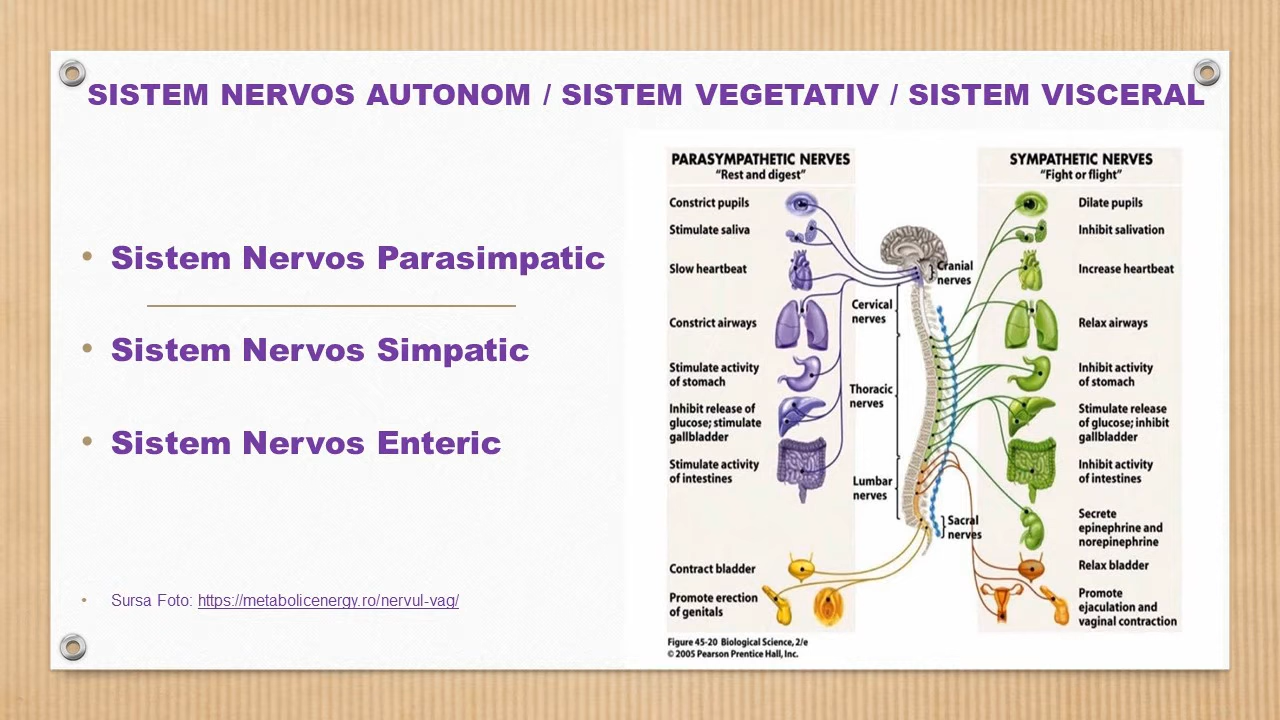 SISTEM NERVOS AUTONOM / SISTEM VEGETATIV / SISTEM VISCERAL
• Sistem Nervos Parasimpatic
• Sistem Nervos Simpatic
• Sistem Nervos Enteric
• Sursa Foto: https://metabolicenergy.ro/nervul-vag/
PARASYMPATHETIC NERVES
"Rest and digest"
Constrict pupils
Stimulate saliva
Slow heartbeat
Constrict airways
Stimulate activity
of stomach
Inhibit release of
glucose; stimulate
gallbladder
Stimulate activity
of intestines
Contract bladder
Promote erection
of genitals
Cranial
nerves
Cervical
nerves
Thoracic
nerves
Lumbar
nerves
Sacral
nerves
SYMPATHETIC NERVES
"Fight or flight"
Dilate pupils
Inhibit salivation
Increase heartbeat
Relax airways
Inhibit activity
of stomach
Stimulate release
of glucose; inhibit
gallbladder
Inhibit activity
of intestines
Secrete
epinephrine and
norepinephrine
Relax bladder
Promote
ejaculation and
vaginal contraction
Figure 45-20 Biological Science, 2/e
© 2005 Pearson Prentice Hall, Inc.